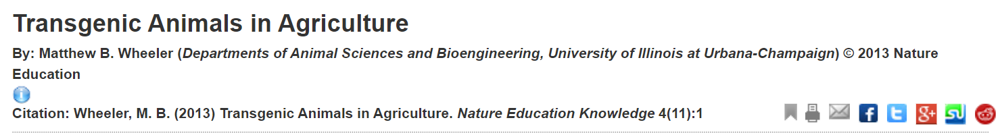 Transgenic Animals in Agriculture
By: Matthew B. Wheeler (Departments of Animal Sciences and Bioengineering, University of Illinois at Urbana-Champaign) © 2013 Nature
Education
i
Citation: Wheeler, M. B. (2013) Transgenic Animals in Agriculture. Nature Education Knowledge 4(11):1
f t g+ su